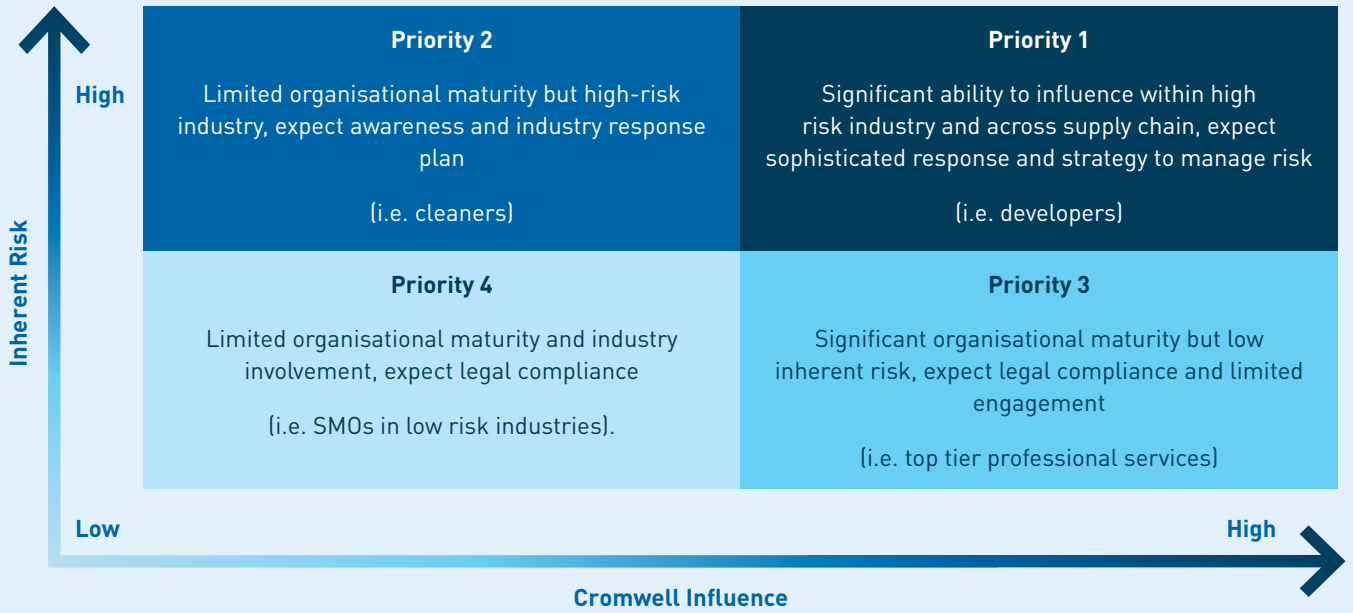 High
Inherent Risk
Priority 2
Limited organisational maturity but high-risk
industry, expect awareness and industry response
plan
(i.e. cleaners)
Priority 1
Significant ability to influence within high
risk industry and across supply chain, expect
sophisticated response and strategy to manage risk
(i.e. developers)
Priority 4
Limited organisational maturity and industry
involvement, expect legal compliance
(i.e. SMOs in low risk industries).
Priority 3
Significant organisational maturity but low
inherent risk, expect legal compliance and limited
engagement
(i.e. top tier professional services)
Low
High
Cromwell Influence